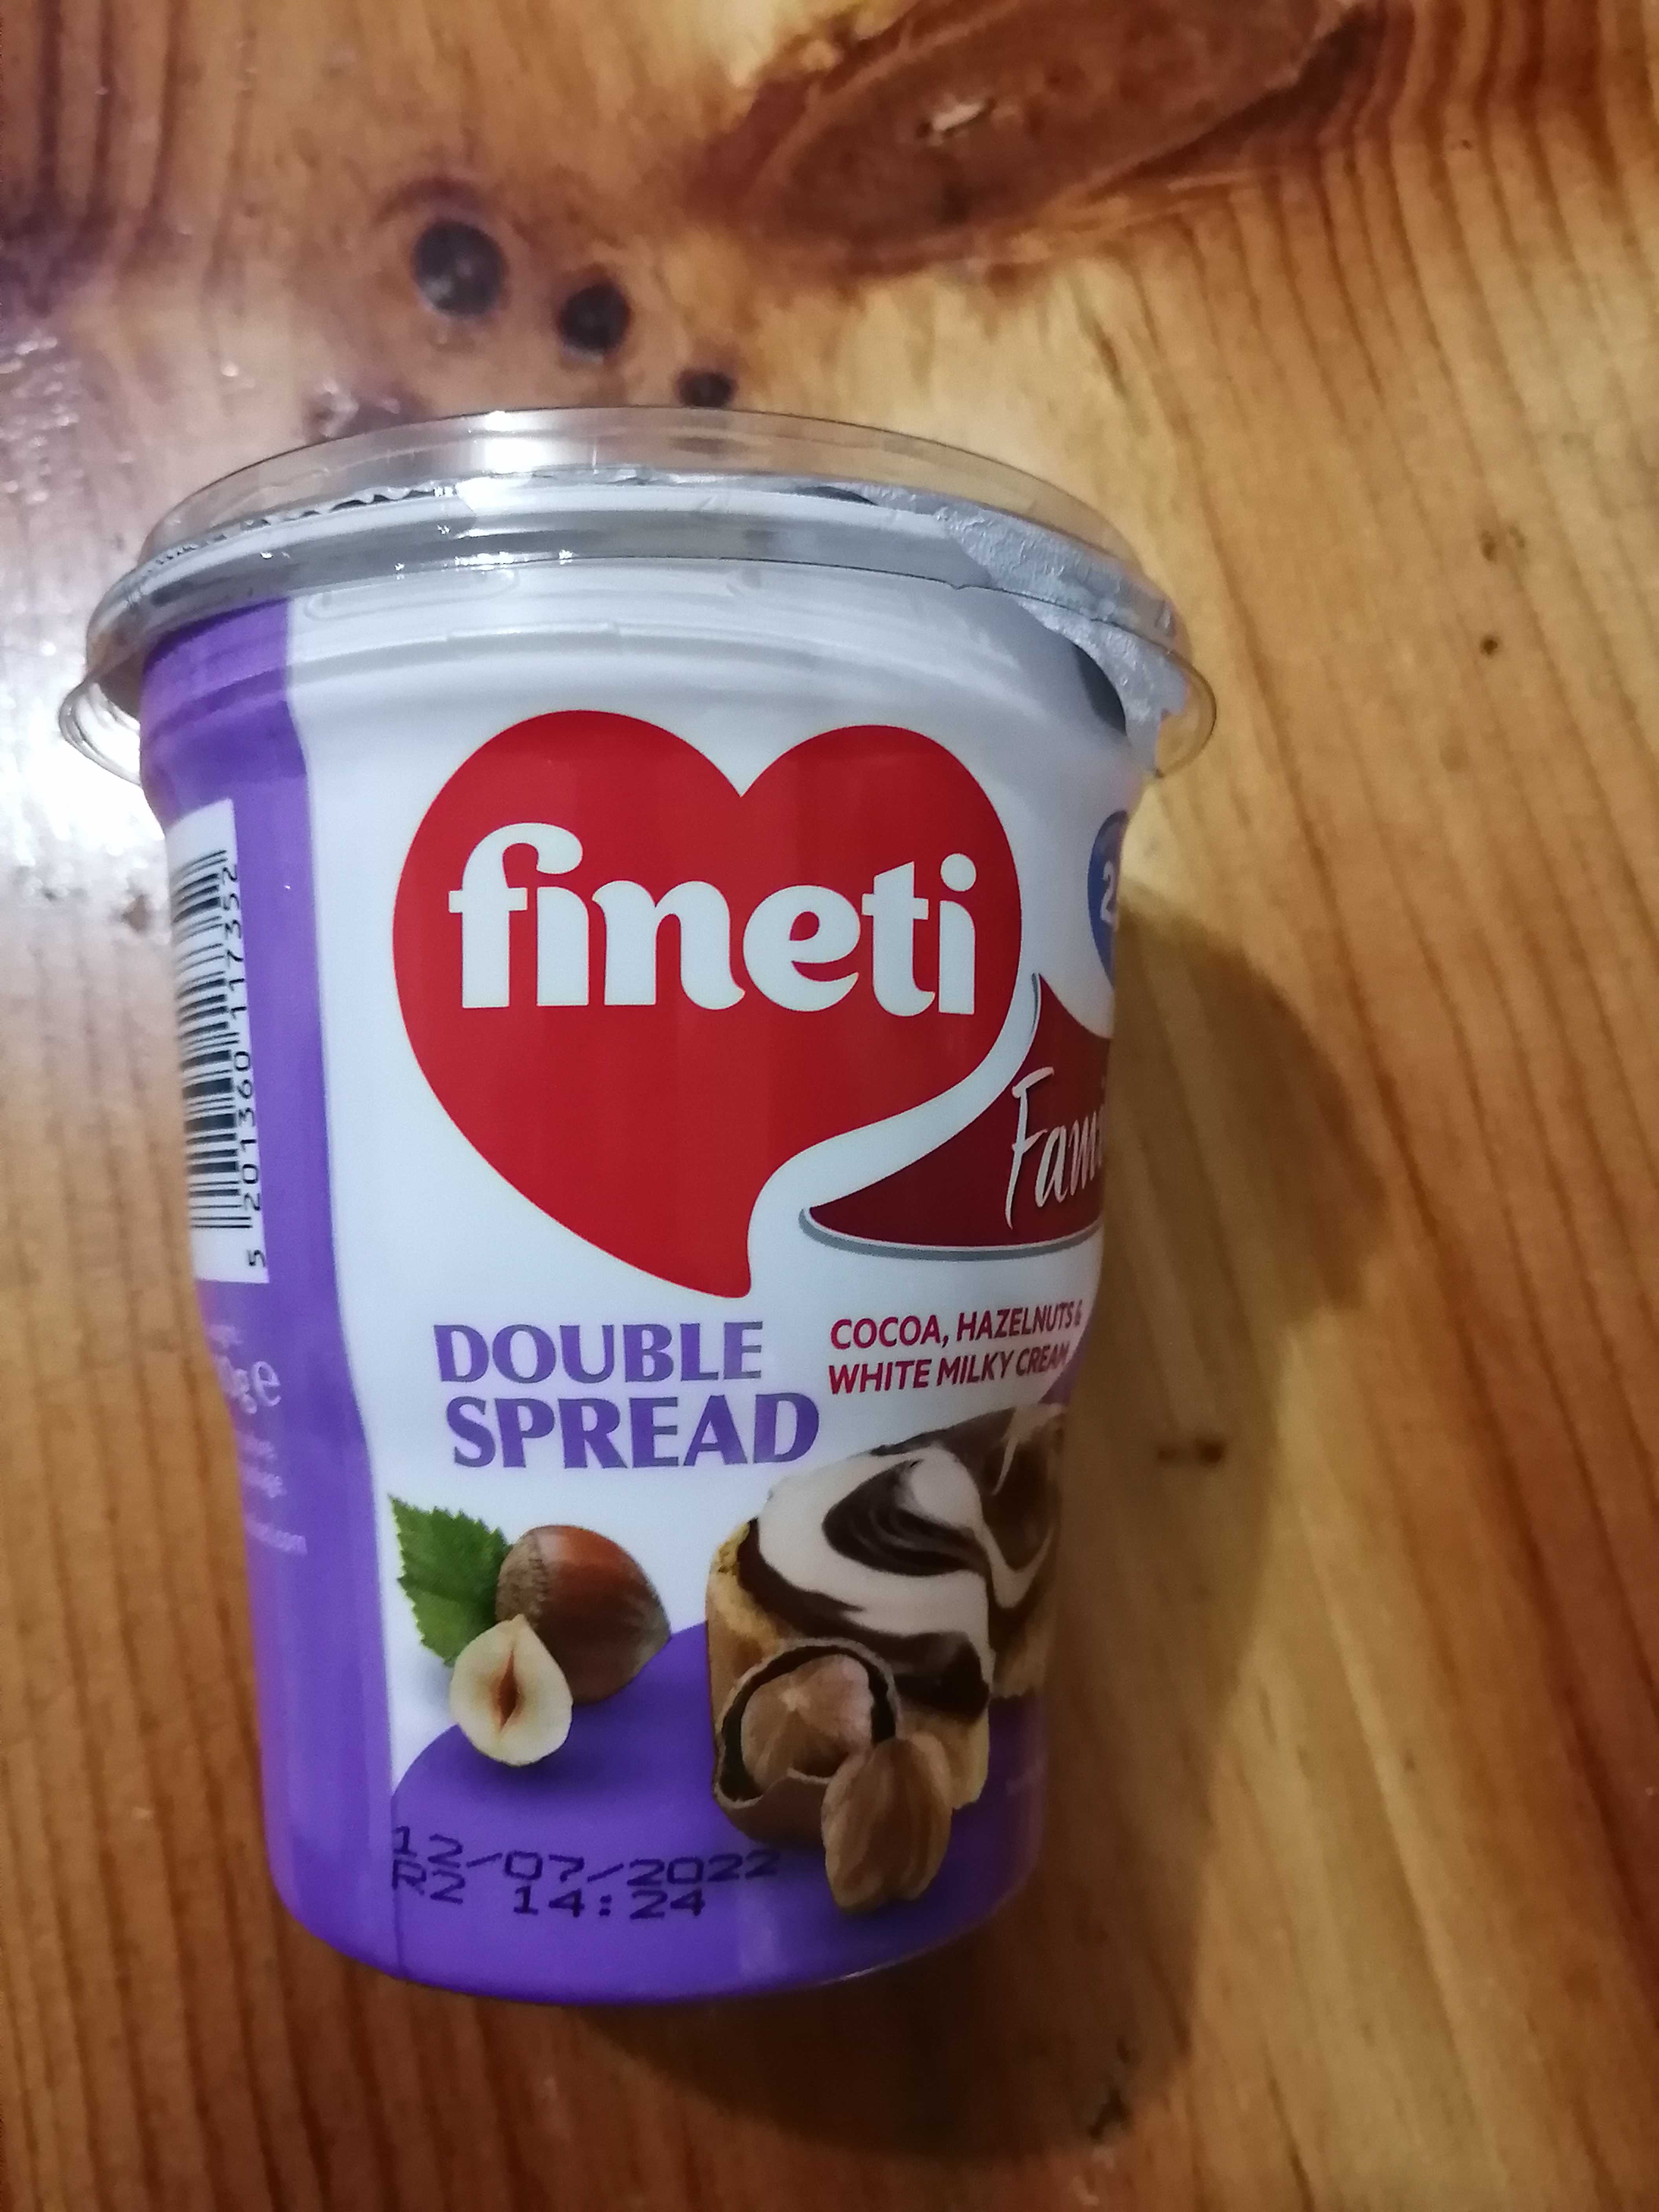 fineti
DOUBLE
SPREAD
COCOA, HAZELNUTS &
WHITE MILKY CREAM
12/07/2022
R2 14:24
5 201360 117352